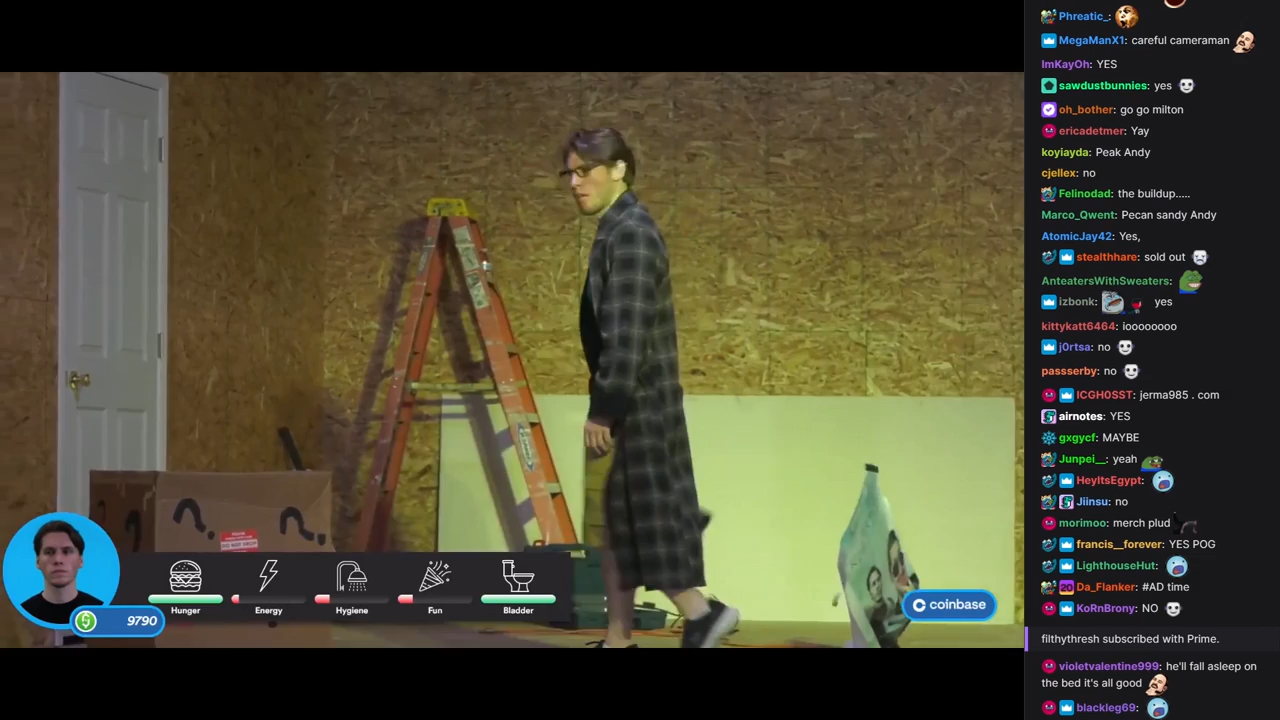 Phreatic_:
MegaManX1: careful cameraman
ImKayOh: YES
sawdustbunnies: yes
oh_bother: go go milton
ericadetmer: Yay
koyiayda: Peak Andy
cjellex: no
Felinodad: the buildup.....
Marco_Qwent: Pecan sandy Andy
AtomicJay42: Yes,
stealthhare: sold out
AnteatersWithSweaters:
izbonk: yes
kittykatt6464: ioooooooo
j0rtsa: no
passserby: no
ICGH0SST: jerma985 . com
airnotes: YES
gxgycf: MAYBE
Junpei__: yeah
HeyItsEgypt:
Jiinsu: no
morimoo: merch plud
francis__forever: YES POG
LighthouseHut:
Da_Flanker: #AD time
KoRnBrony: NO
filthythresh subscribed with Prime.
violetvalentine999: he'll fall asleep on
the bed it's all good
blackleg69:
? ?
Hunger
Energy
Hygiene
Fun
Bladder
9790
coinbase